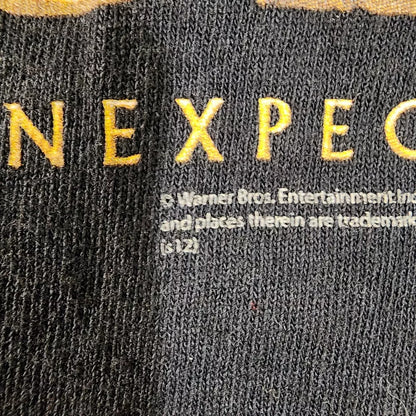 NEXPEC
© Warner Bros. Entertainment Inc
and places therein are trademark
(s12)